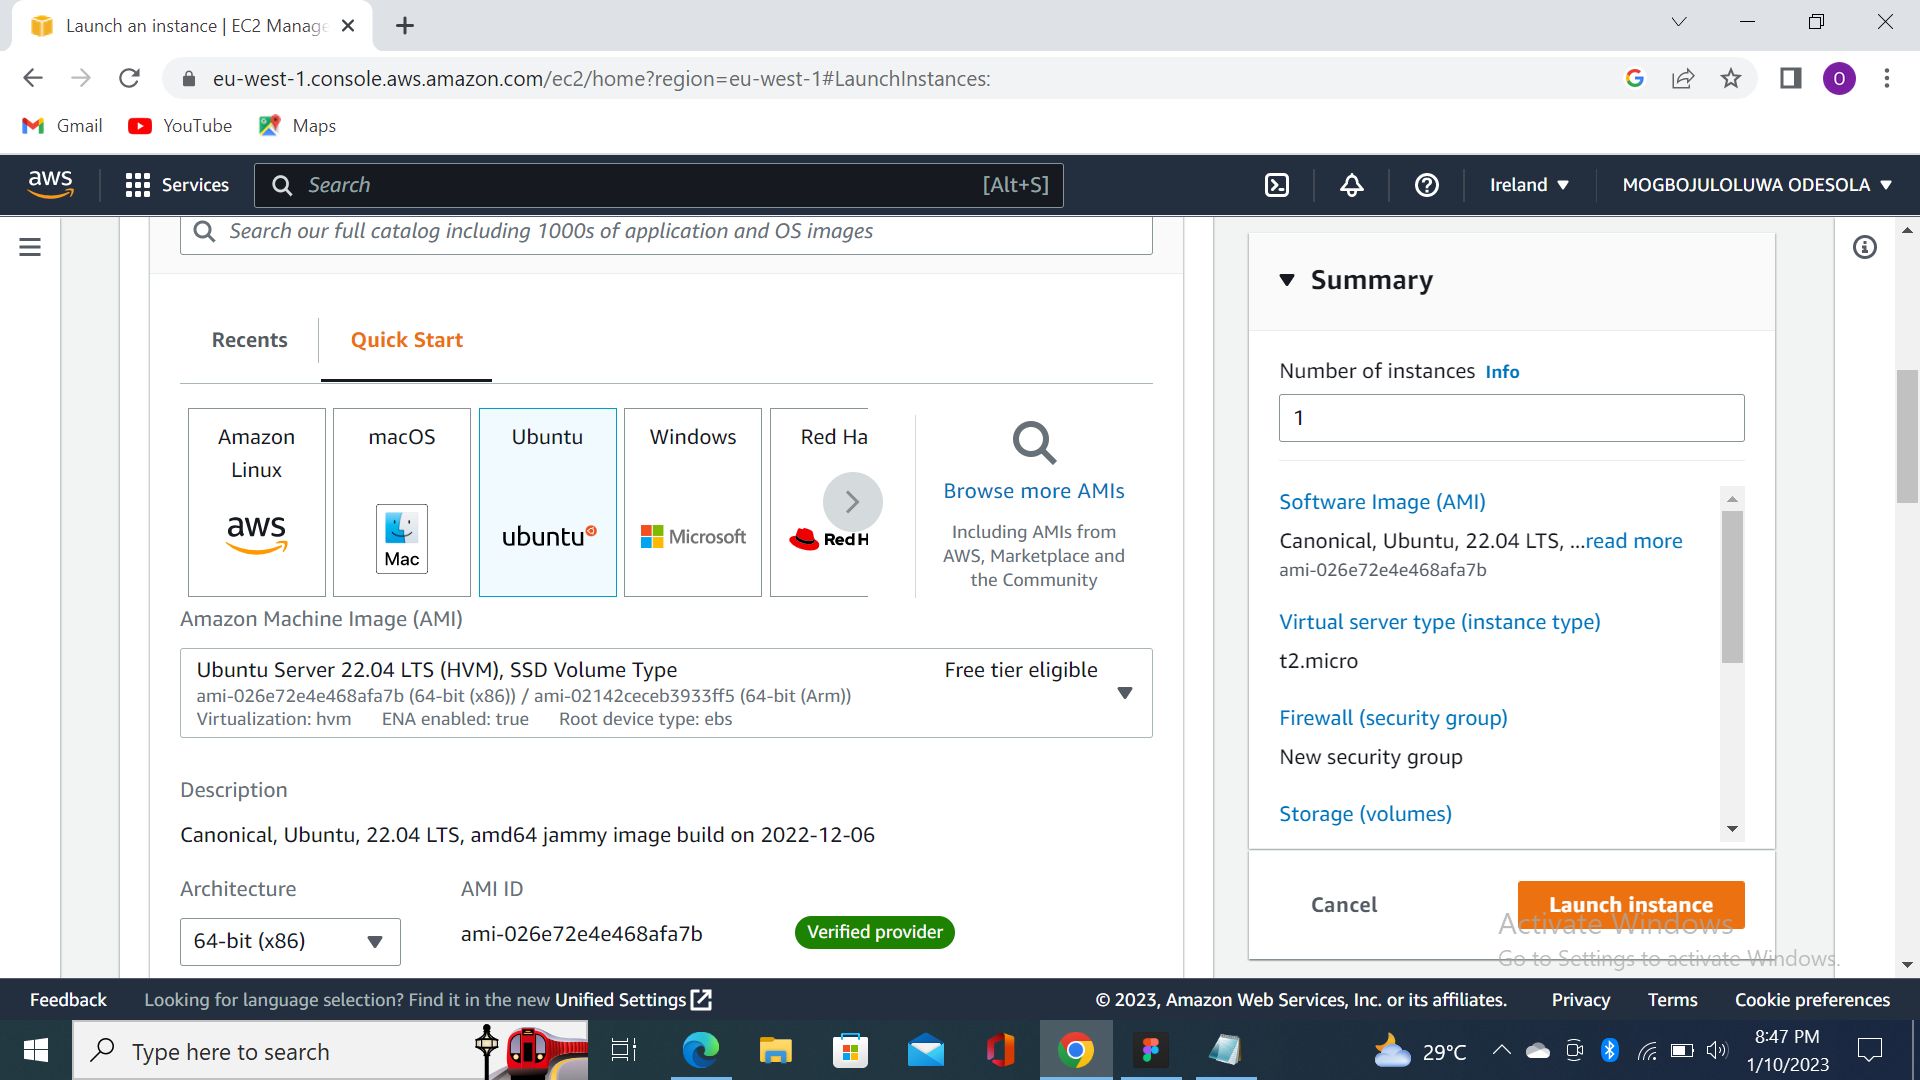 Launch an instance | EC2 Manage
eu-west-1.console.aws.amazon.com/ec2/home?region=eu-west-1#LaunchInstances:
O
Gmail
YouTube
Maps
aws
Services
Search
[Alt+S]
Ireland
MOGBOJULOLUWA ODESOLA
Search our full catalog including 1000s of application and OS images
Recents
Quick Start
Amazon
Linux
aws
macOS
Mac
Ubuntu
ubuntu
Windows
Microsoft
Red Ha
Red H
Browse more AMIs
Including AMIs from
AWS, Marketplace and
the Community
Amazon Machine Image (AMI)
Ubuntu Server 22.04 LTS (HVM), SSD Volume Type
Free tier eligible
ami-026e72e4e468afa7b (64-bit (x86)) / ami-02142ceceb3933ff5 (64-bit (Arm))
Virtualization: hvm ENA enabled: true Root device type: ebs
Description
Canonical, Ubuntu, 22.04 LTS, amd64 jammy image build on 2022-12-06
Architecture
AMI ID
64-bit (x86)
ami-026e72e4e468afa7b
Verified provider
Summary
Number of instances Info
1
Software Image (AMI)
Canonical, Ubuntu, 22.04 LTS, ...read more
ami-026e72e4e468afa7b
Virtual server type (instance type)
t2.micro
Firewall (security group)
New security group
Storage (volumes)
Cancel
Launch instance
Activate Windows
Go to Settings to activate Windows.
Feedback
Looking for language selection? Find it in the new Unified Settings
© 2023, Amazon Web Services, Inc. or its affiliates.
Privacy
Terms
Cookie preferences
Type here to search
29°C
8:47 PM
1/10/2023